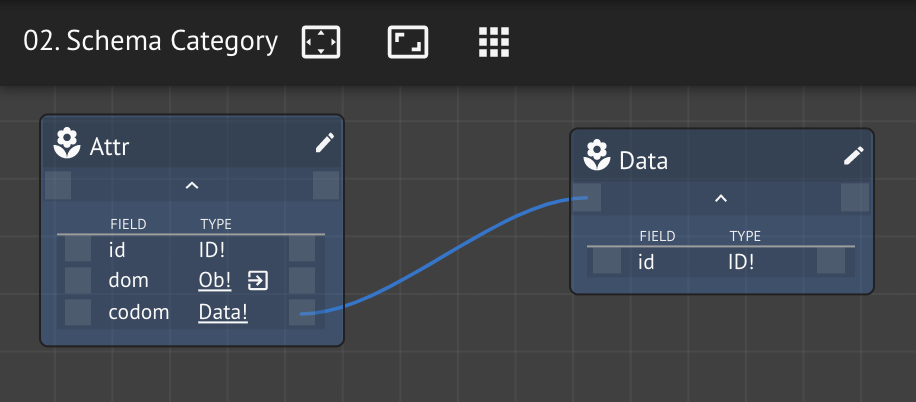 02. Schema Category
Attr
FIELD TYPE
id ID!
dom Ob!
codom Data!
Data
FIELD TYPE
id ID!